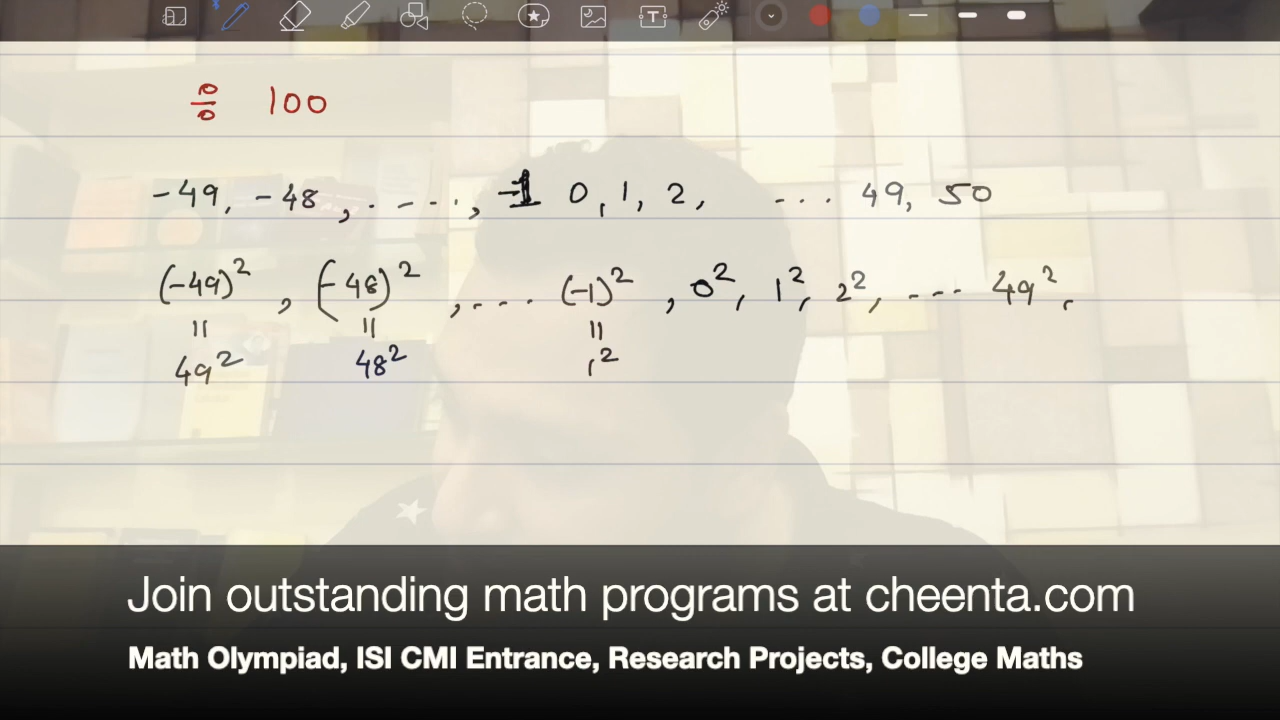 ÷ 100
-49, -48, . - - . ., -1 0, 1, 2, ... 49, 50
(-49)², (-48)², .... (-1)², 0², 1², 2², --- 49².
= = =
49² 48² 1²
Join outstanding math programs at cheenta.com
Math Olympiad, ISI CMI Entrance, Research Projects, College Maths